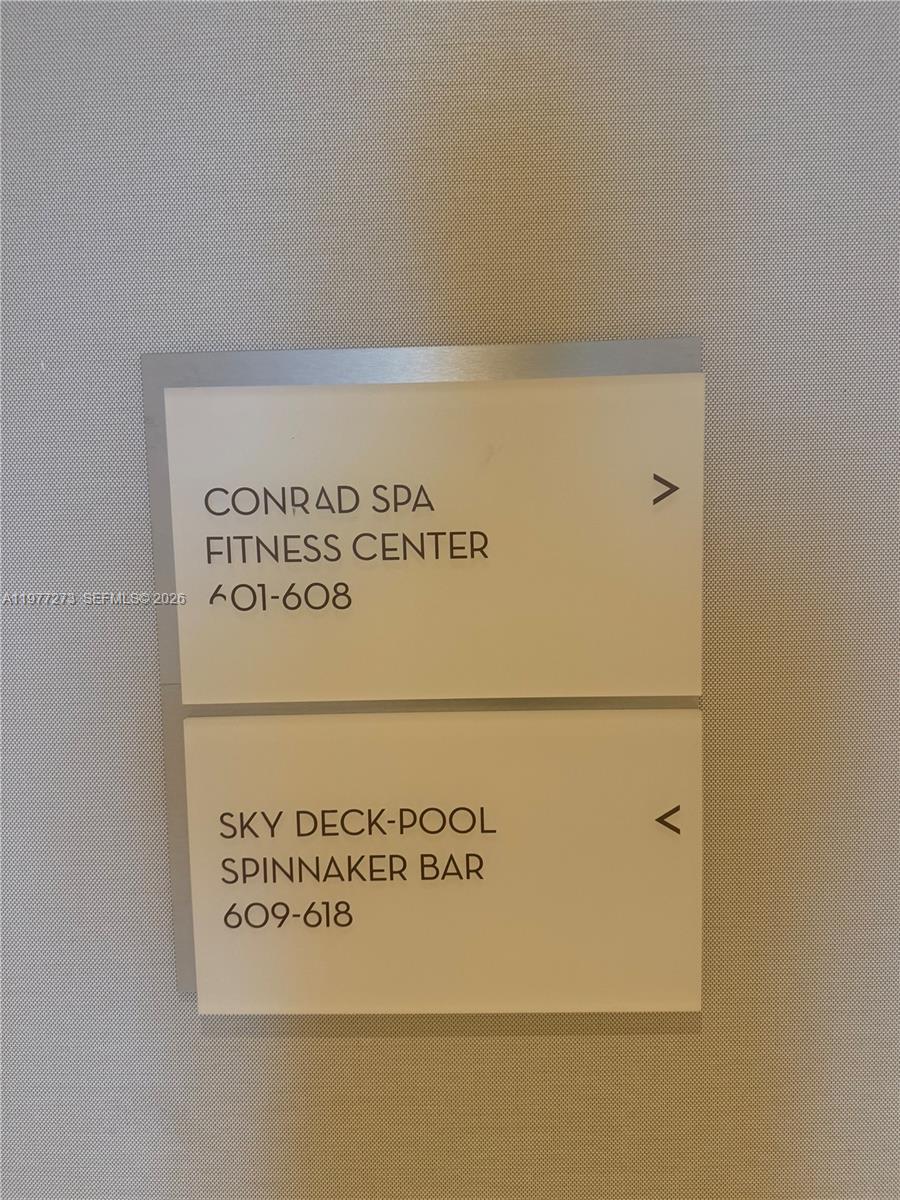 CONRAD SPA >
FITNESS CENTER
601-608
A11977273 SEFMLS© 2026
SKY DECK-POOL <
SPINNAKER BAR
609-618